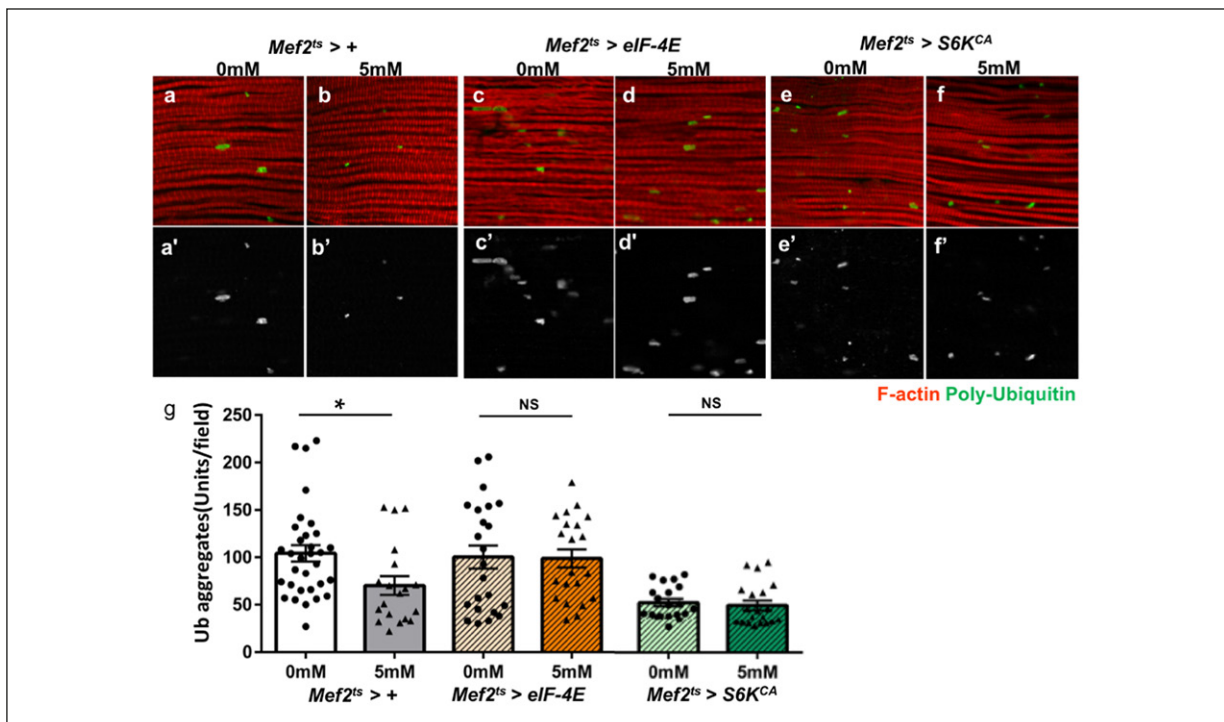 Mef2ts > + Mef2ts > eIF-4E Mef2ts > S6KCA
0mM 5mM 0mM 5mM 0mM 5mM
a b c d e f
a' b' c' d' e' f'
F-actin Poly-Ubiquitin
g
Ub aggregates(Units/field)
250
200
150
100
50
0
* NS NS
0mM 5mM 0mM 5mM 0mM 5mM
Mef2ts > + Mef2ts > eIF-4E Mef2ts > S6KCA